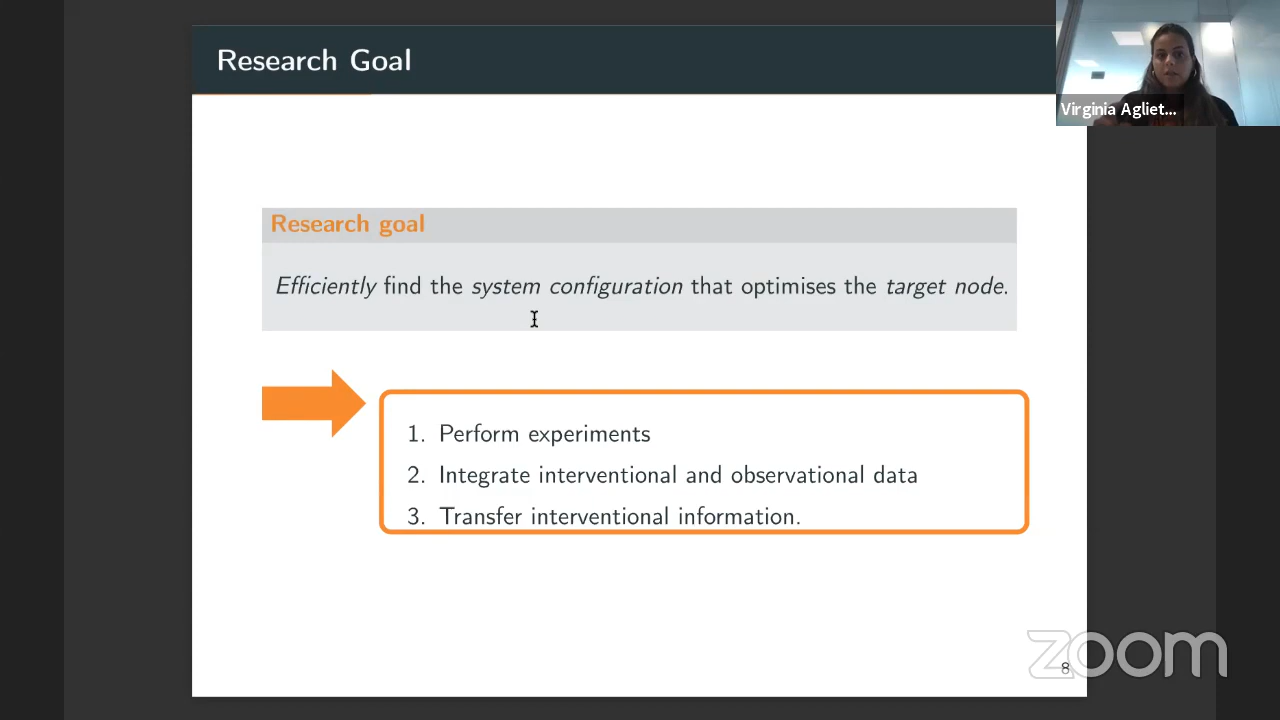 Research Goal
Virginia Agliet...
Research goal
Efficiently find the system configuration that optimises the target node.
1. Perform experiments
2. Integrate interventional and observational data
3. Transfer interventional information.
zoom
8